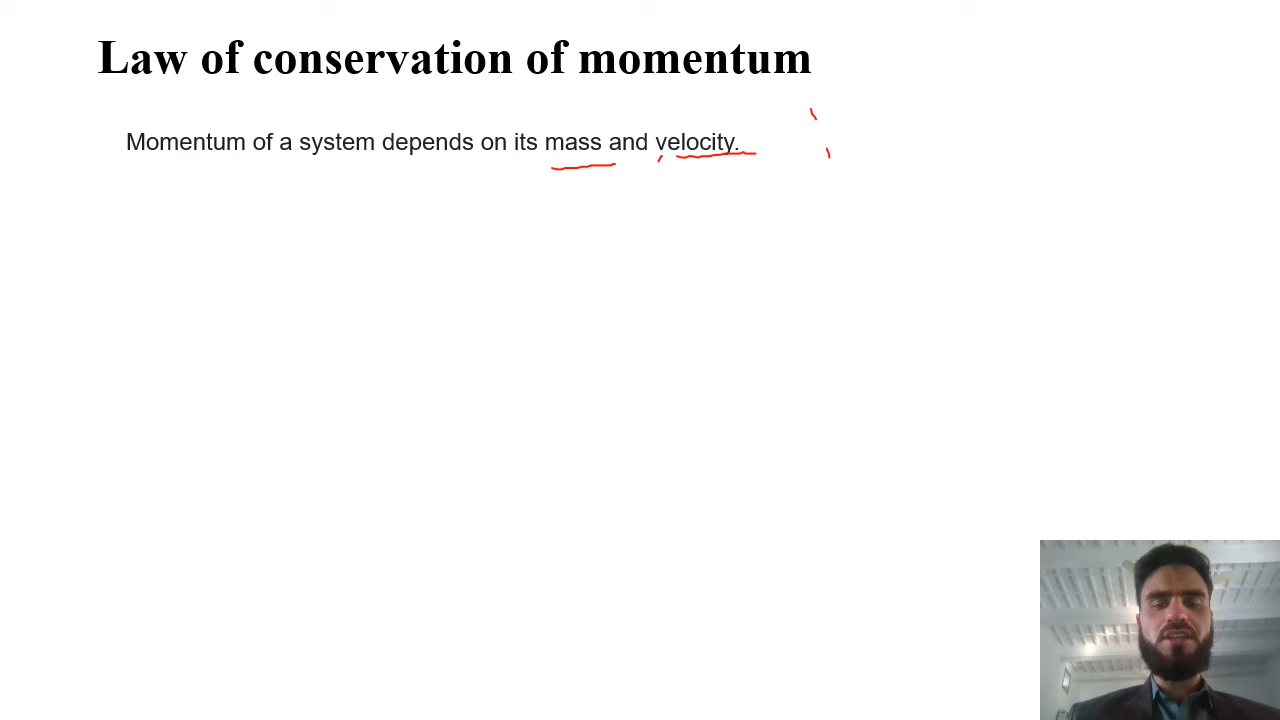 Law of conservation of momentum
Momentum of a system depends on its mass and velocity.